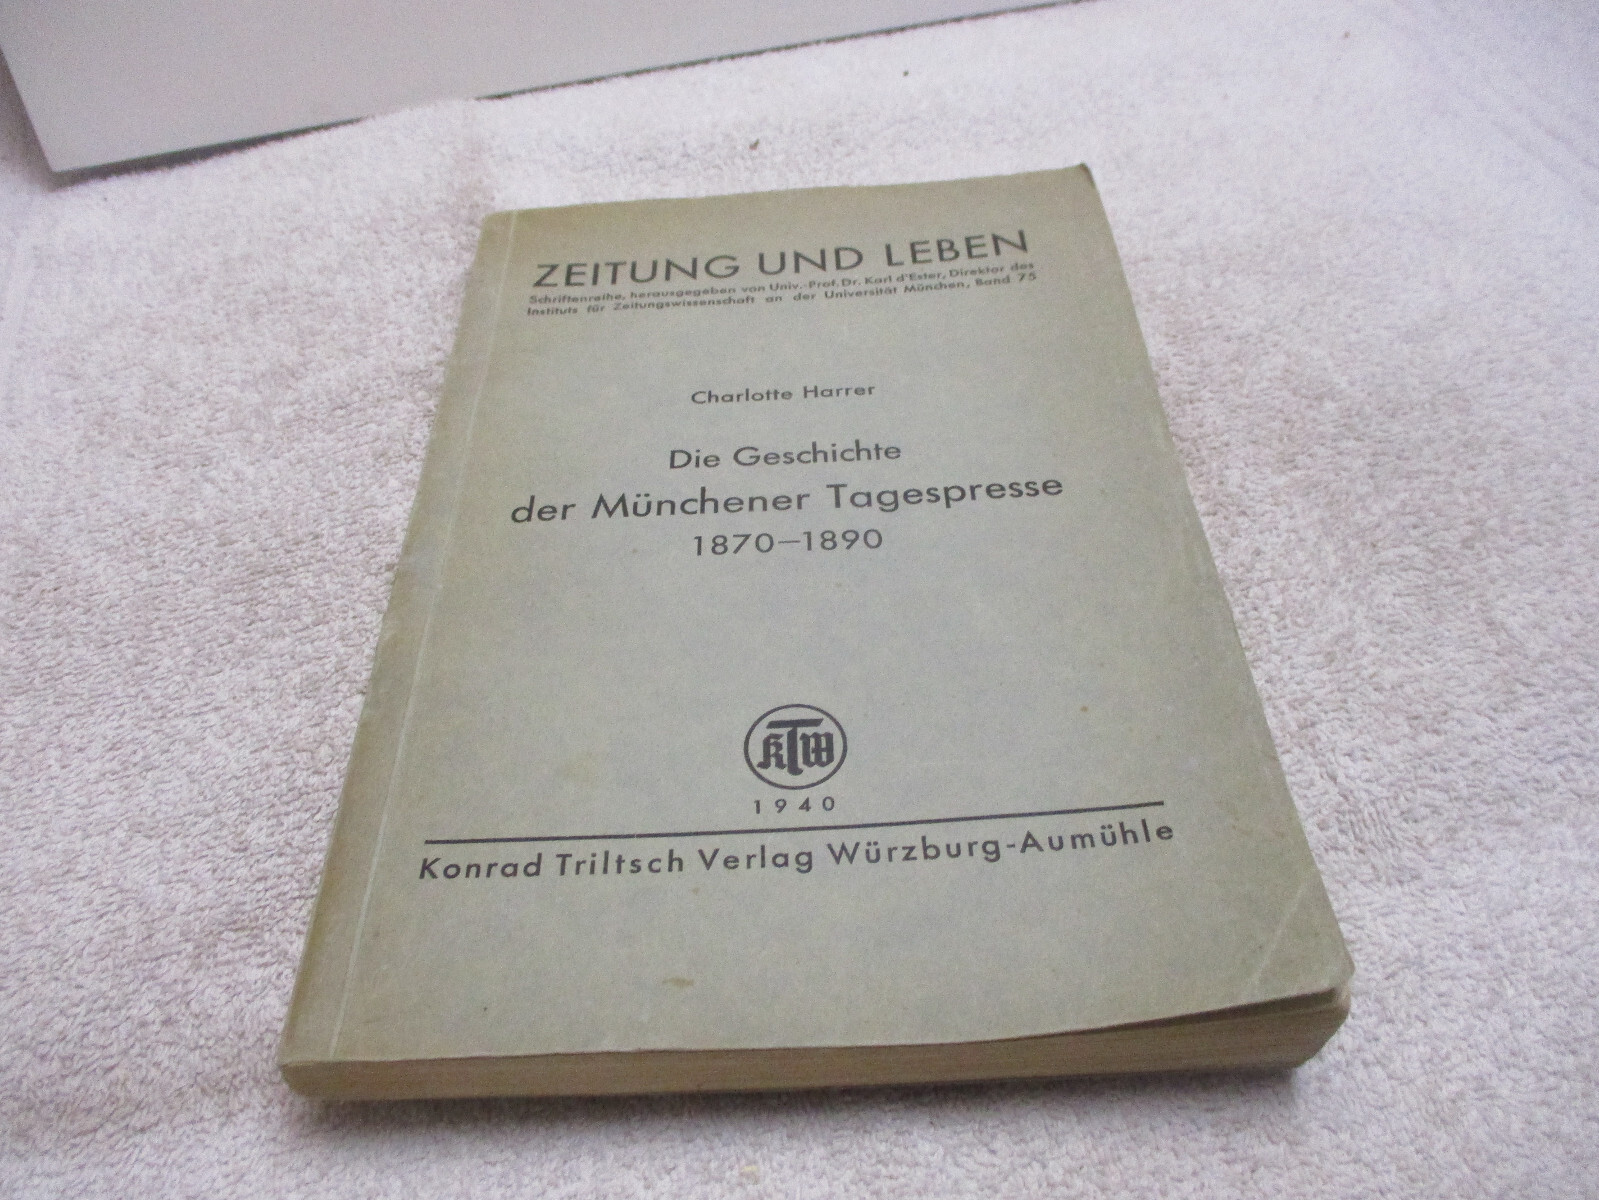 ZEITUNG UND LEBEN
Schriftenreihe, herausgegeben von Univ.-Prof. Dr. Karl d'Ester, Direktor des
Instituts für Zeitungswissenschaft an der Universität München, Band 75
Charlotte Harrer
Die Geschichte
der Münchener Tagespresse
1870–1890
KTW
1940
Konrad Triltsch Verlag Würzburg-Aumühle